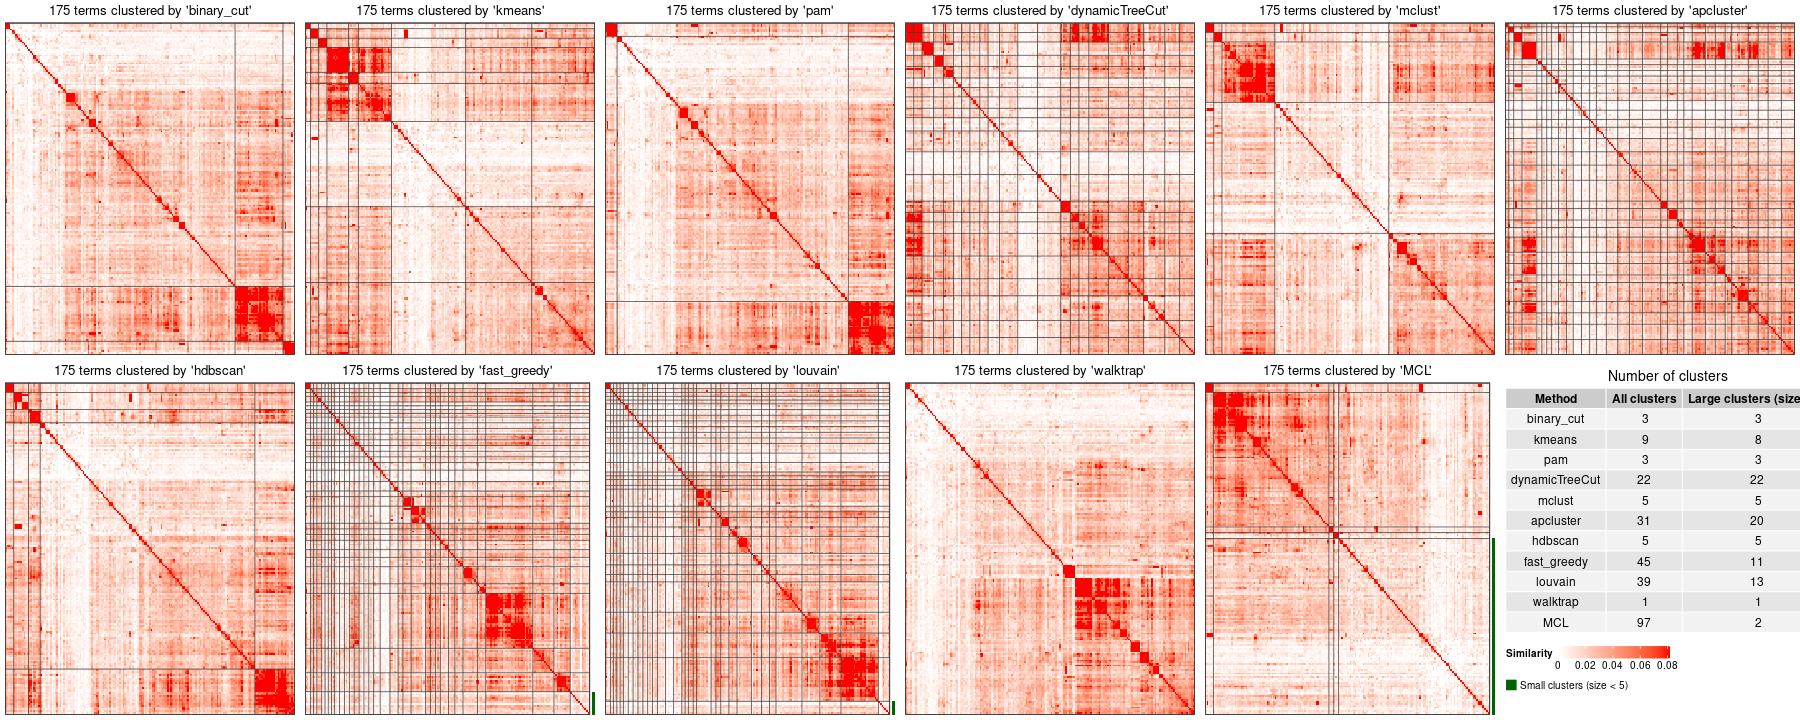 175 terms clustered by 'binary_cut'
175 terms clustered by 'kmeans'
175 terms clustered by 'pam'
175 terms clustered by 'dynamicTreeCut'
175 terms clustered by 'mclust'
175 terms clustered by 'apcluster'
175 terms clustered by 'hdbscan'
175 terms clustered by 'fast_greedy'
175 terms clustered by 'louvain'
175 terms clustered by 'walktrap'
175 terms clustered by 'MCL'
Number of clusters
Method All clusters Large clusters (size
binary_cut 3 3
kmeans 9 8
pam 3 3
dynamicTreeCut 22 22
mclust 5 5
apcluster 31 20
hdbscan 5 5
fast_greedy 45 11
louvain 39 13
walktrap 1 1
MCL 97 2
Similarity
0 0.02 0.04 0.06 0.08
Small clusters (size < 5)